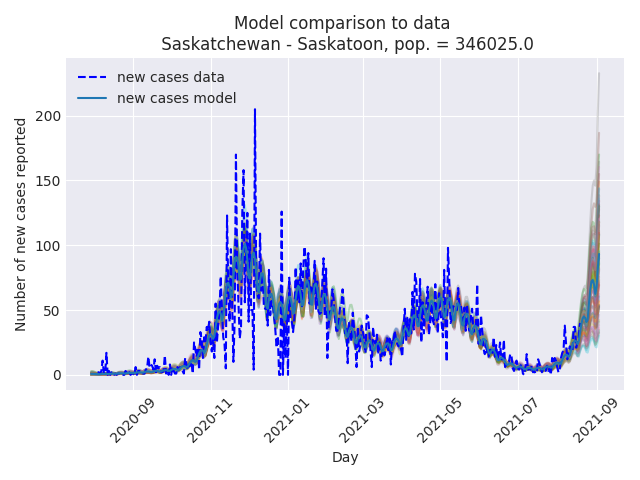 Model comparison to data
Saskatchewan - Saskatoon, pop. = 346025.0
new cases data
new cases model
Number of new cases reported
200
150
100
50
0
2020-09
2020-11
2021-01
2021-03
2021-05
2021-07
2021-09
Day